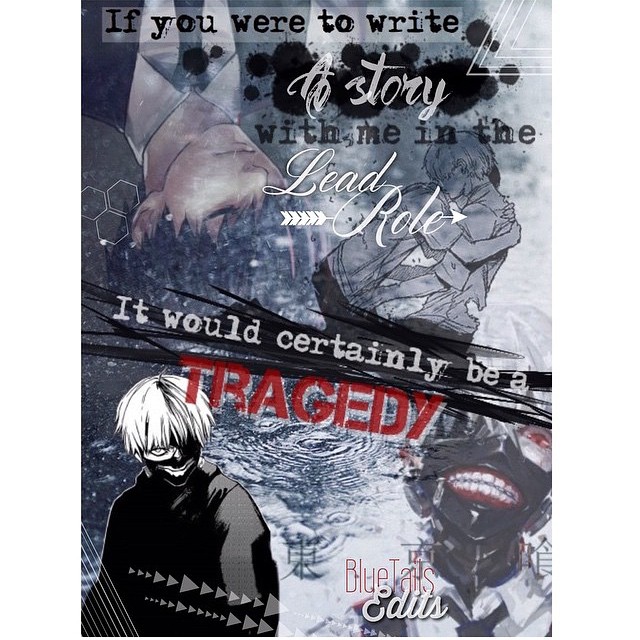 If you were to write
A story
with me in the
Lead
Role
It would certainly be a
TRAGEDY
東 喰
BlueTails
Edits